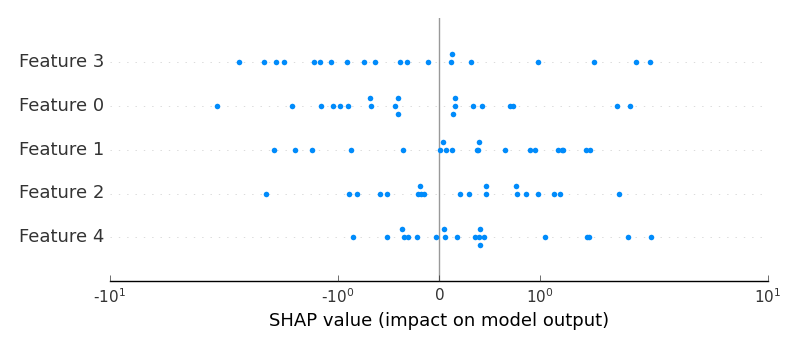 Feature 3
Feature 0
Feature 1
Feature 2
Feature 4
-10¹ -10⁰ 0 10⁰ 10¹
SHAP value (impact on model output)